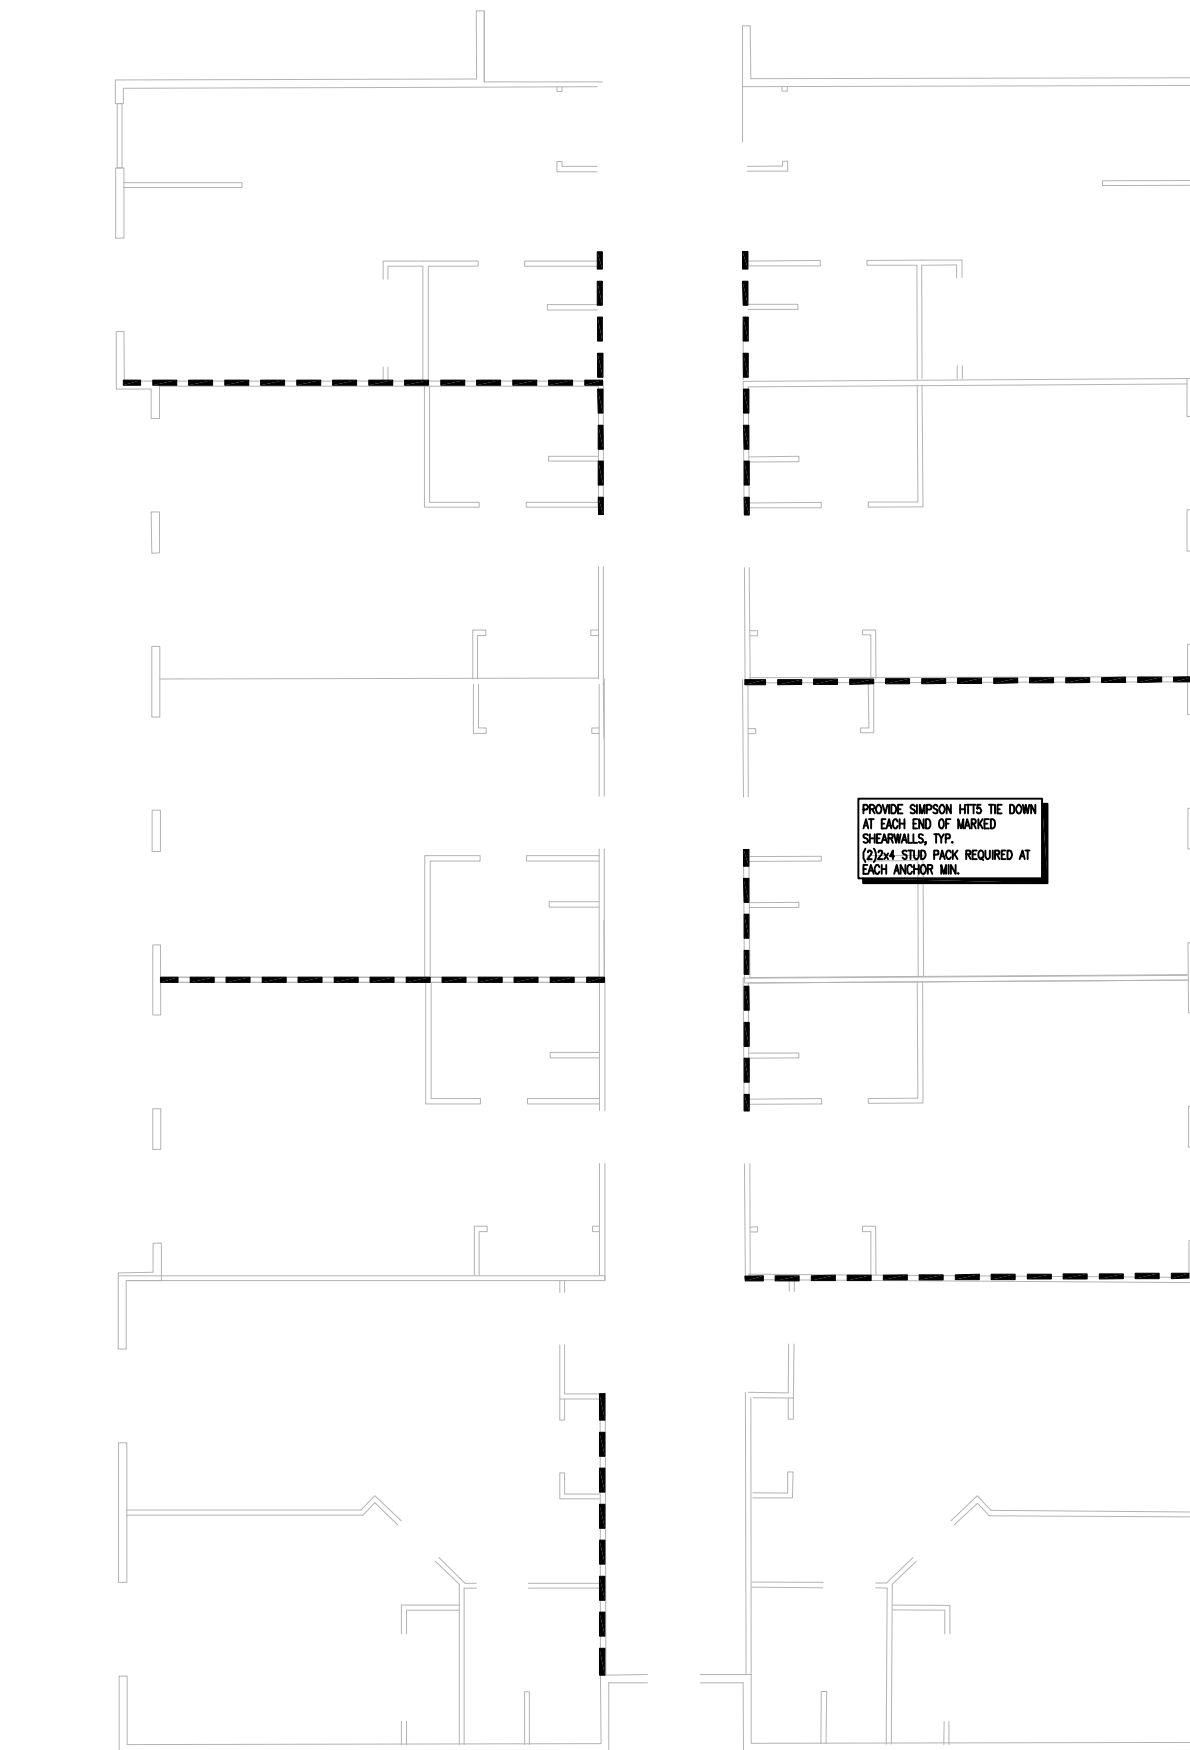 PROVIDE SIMPSON HTT5 TIE DOWN
AT EACH END OF MARKED
SHEARWALLS, TYP.
(2)2x4 STUD PACK REQUIRED AT
EACH ANCHOR MIN.